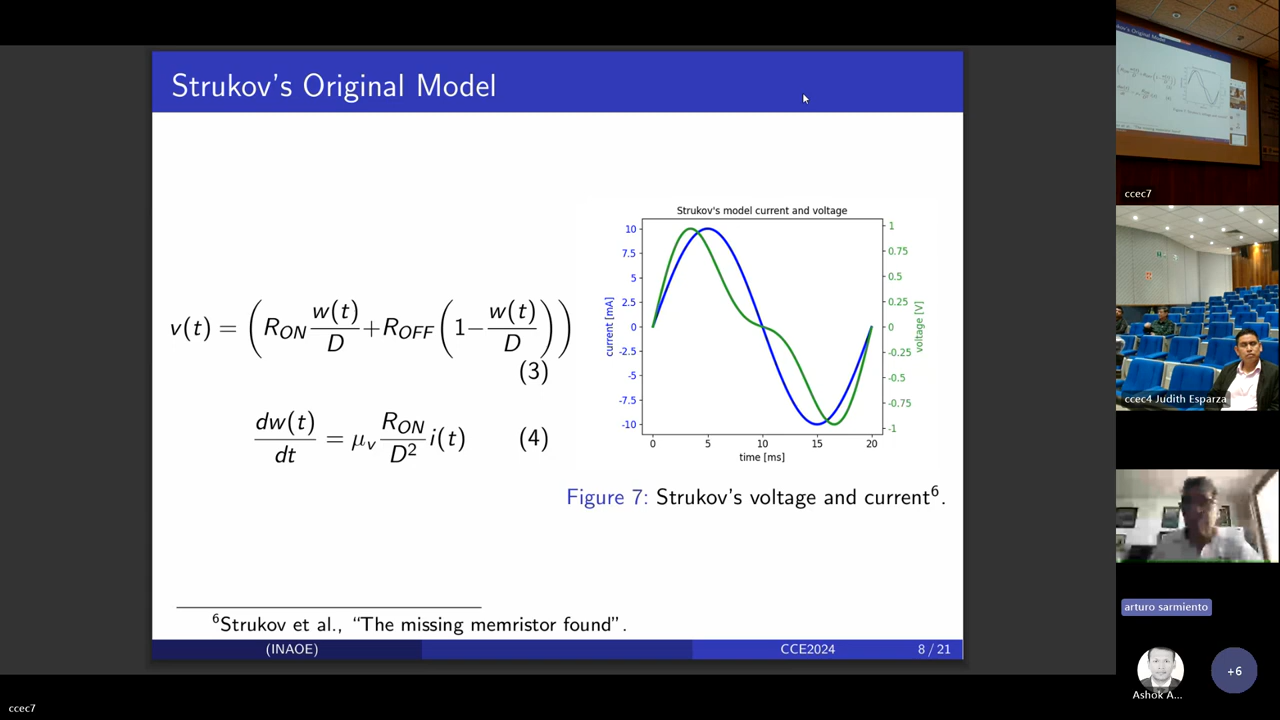 Strukov's Original Model
v(t) = (R_ON w(t)/D + R_OFF (1 − w(t)/D))
(3)
dw(t)/dt = μ_v R_ON/D² i(t) (4)
Strukov's model current and voltage
current [mA]
10
7.5
5
2.5
0
-2.5
-5
-7.5
-10
1
0.75
0.5
0.25
0
-0.25
-0.5
-0.75
-1
voltage [V]
0 5 10 15 20
time [ms]
Figure 7: Strukov's voltage and current⁶.
⁶Strukov et al., “The missing memristor found”.
(INAOE) CCE2024 8 / 21
ccec7
ccec4 Judith Esparza
arturo sarmiento
Ashok A...
+6
ccec7